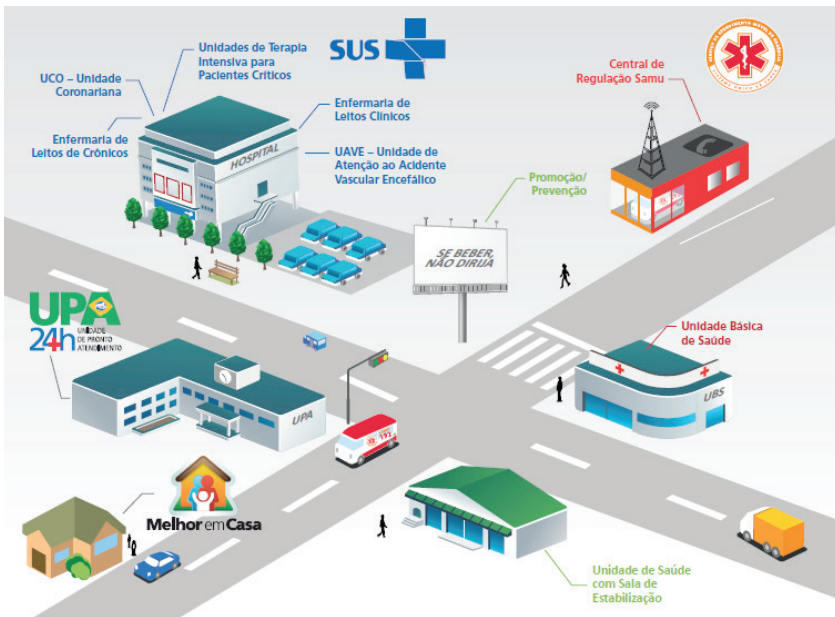 Unidades de Terapia
Intensiva para
Pacientes Críticos
SUS
UCO – Unidade
Coronariana
Enfermaria de
Leitos Clínicos
Enfermaria de
Leitos de Crônicos
HOSPITAL
UAVE – Unidade de
Atenção ao Acidente
Vascular Encefálico
Central de
Regulação Samu
Promoção/
Prevenção
SE BEBER,
NÃO DIRIJA
UPA
24h
UNIDADE
DE PRONTO
ATENDIMENTO
UPA
192
Unidade Básica
de Saúde
UBS
Melhor em Casa
Unidade de Saúde
com Sala de
Estabilização